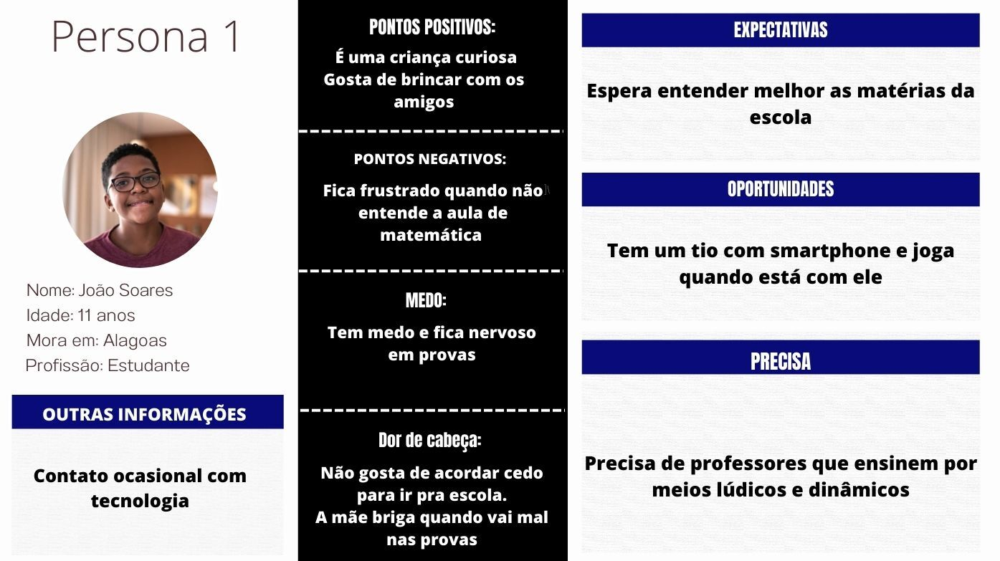 Persona 1
Nome: João Soares
Idade: 11 anos
Mora em: Alagoas
Profissão: Estudante
OUTRAS INFORMAÇÕES
Contato ocasional com
tecnologia
PONTOS POSITIVOS:
É uma criança curiosa
Gosta de brincar com os
amigos
PONTOS NEGATIVOS:
Fica frustrado quando não
entende a aula de
matemática
MEDO:
Tem medo e fica nervoso
em provas
Dor de cabeça:
Não gosta de acordar cedo
para ir pra escola.
A mãe briga quando vai mal
nas provas
EXPECTATIVAS
Espera entender melhor as matérias da
escola
OPORTUNIDADES
Tem um tio com smartphone e joga
quando está com ele
PRECISA
Precisa de professores que ensinem por
meios lúdicos e dinâmicos